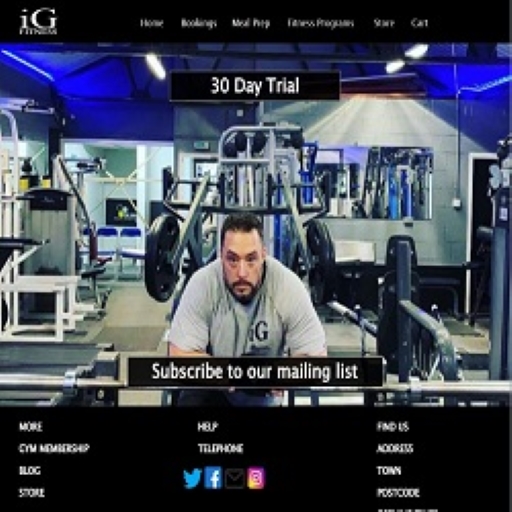 iG
FITNESS
Home Bookings Meal Prep Fitness Programs Store Cart
30 Day Trial
iG
Subscribe to our mailing list
MORE HELP FIND US
GYM MEMBERSHIP TELEPHONE ADDRESS
BLOG TOWN
STORE POSTCODE